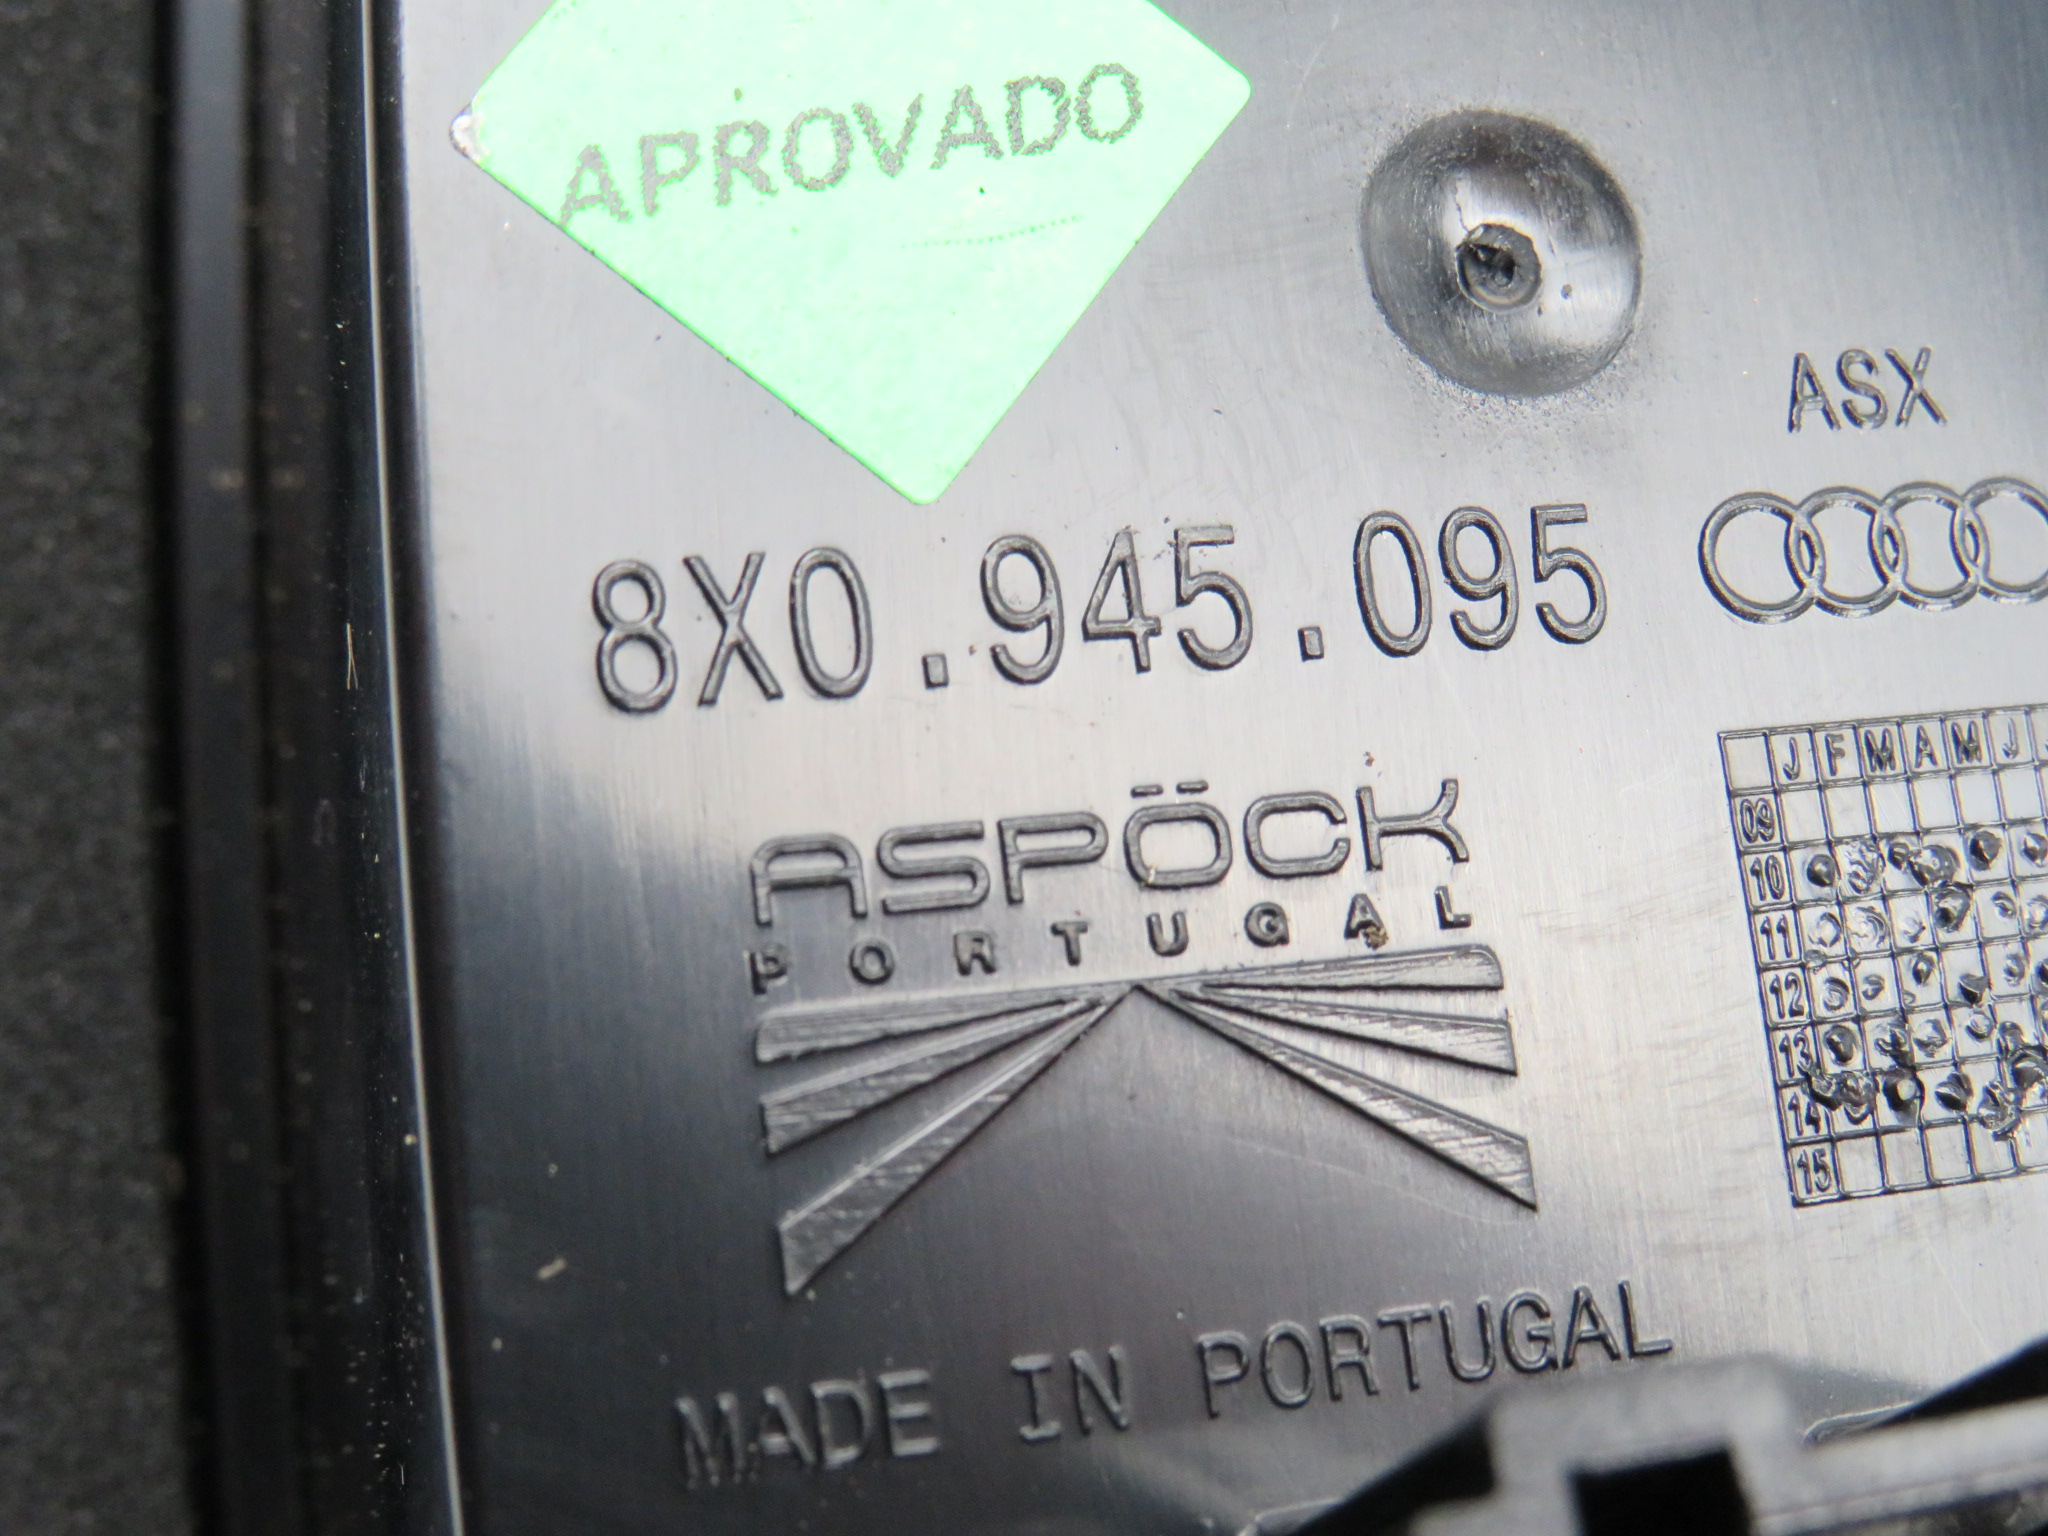 APROVADO
ASX
8X0.945.095
ASPÖCK
PORTUGAL
J F M A M J
09
10
11
12
13
14
15
MADE IN PORTUGAL